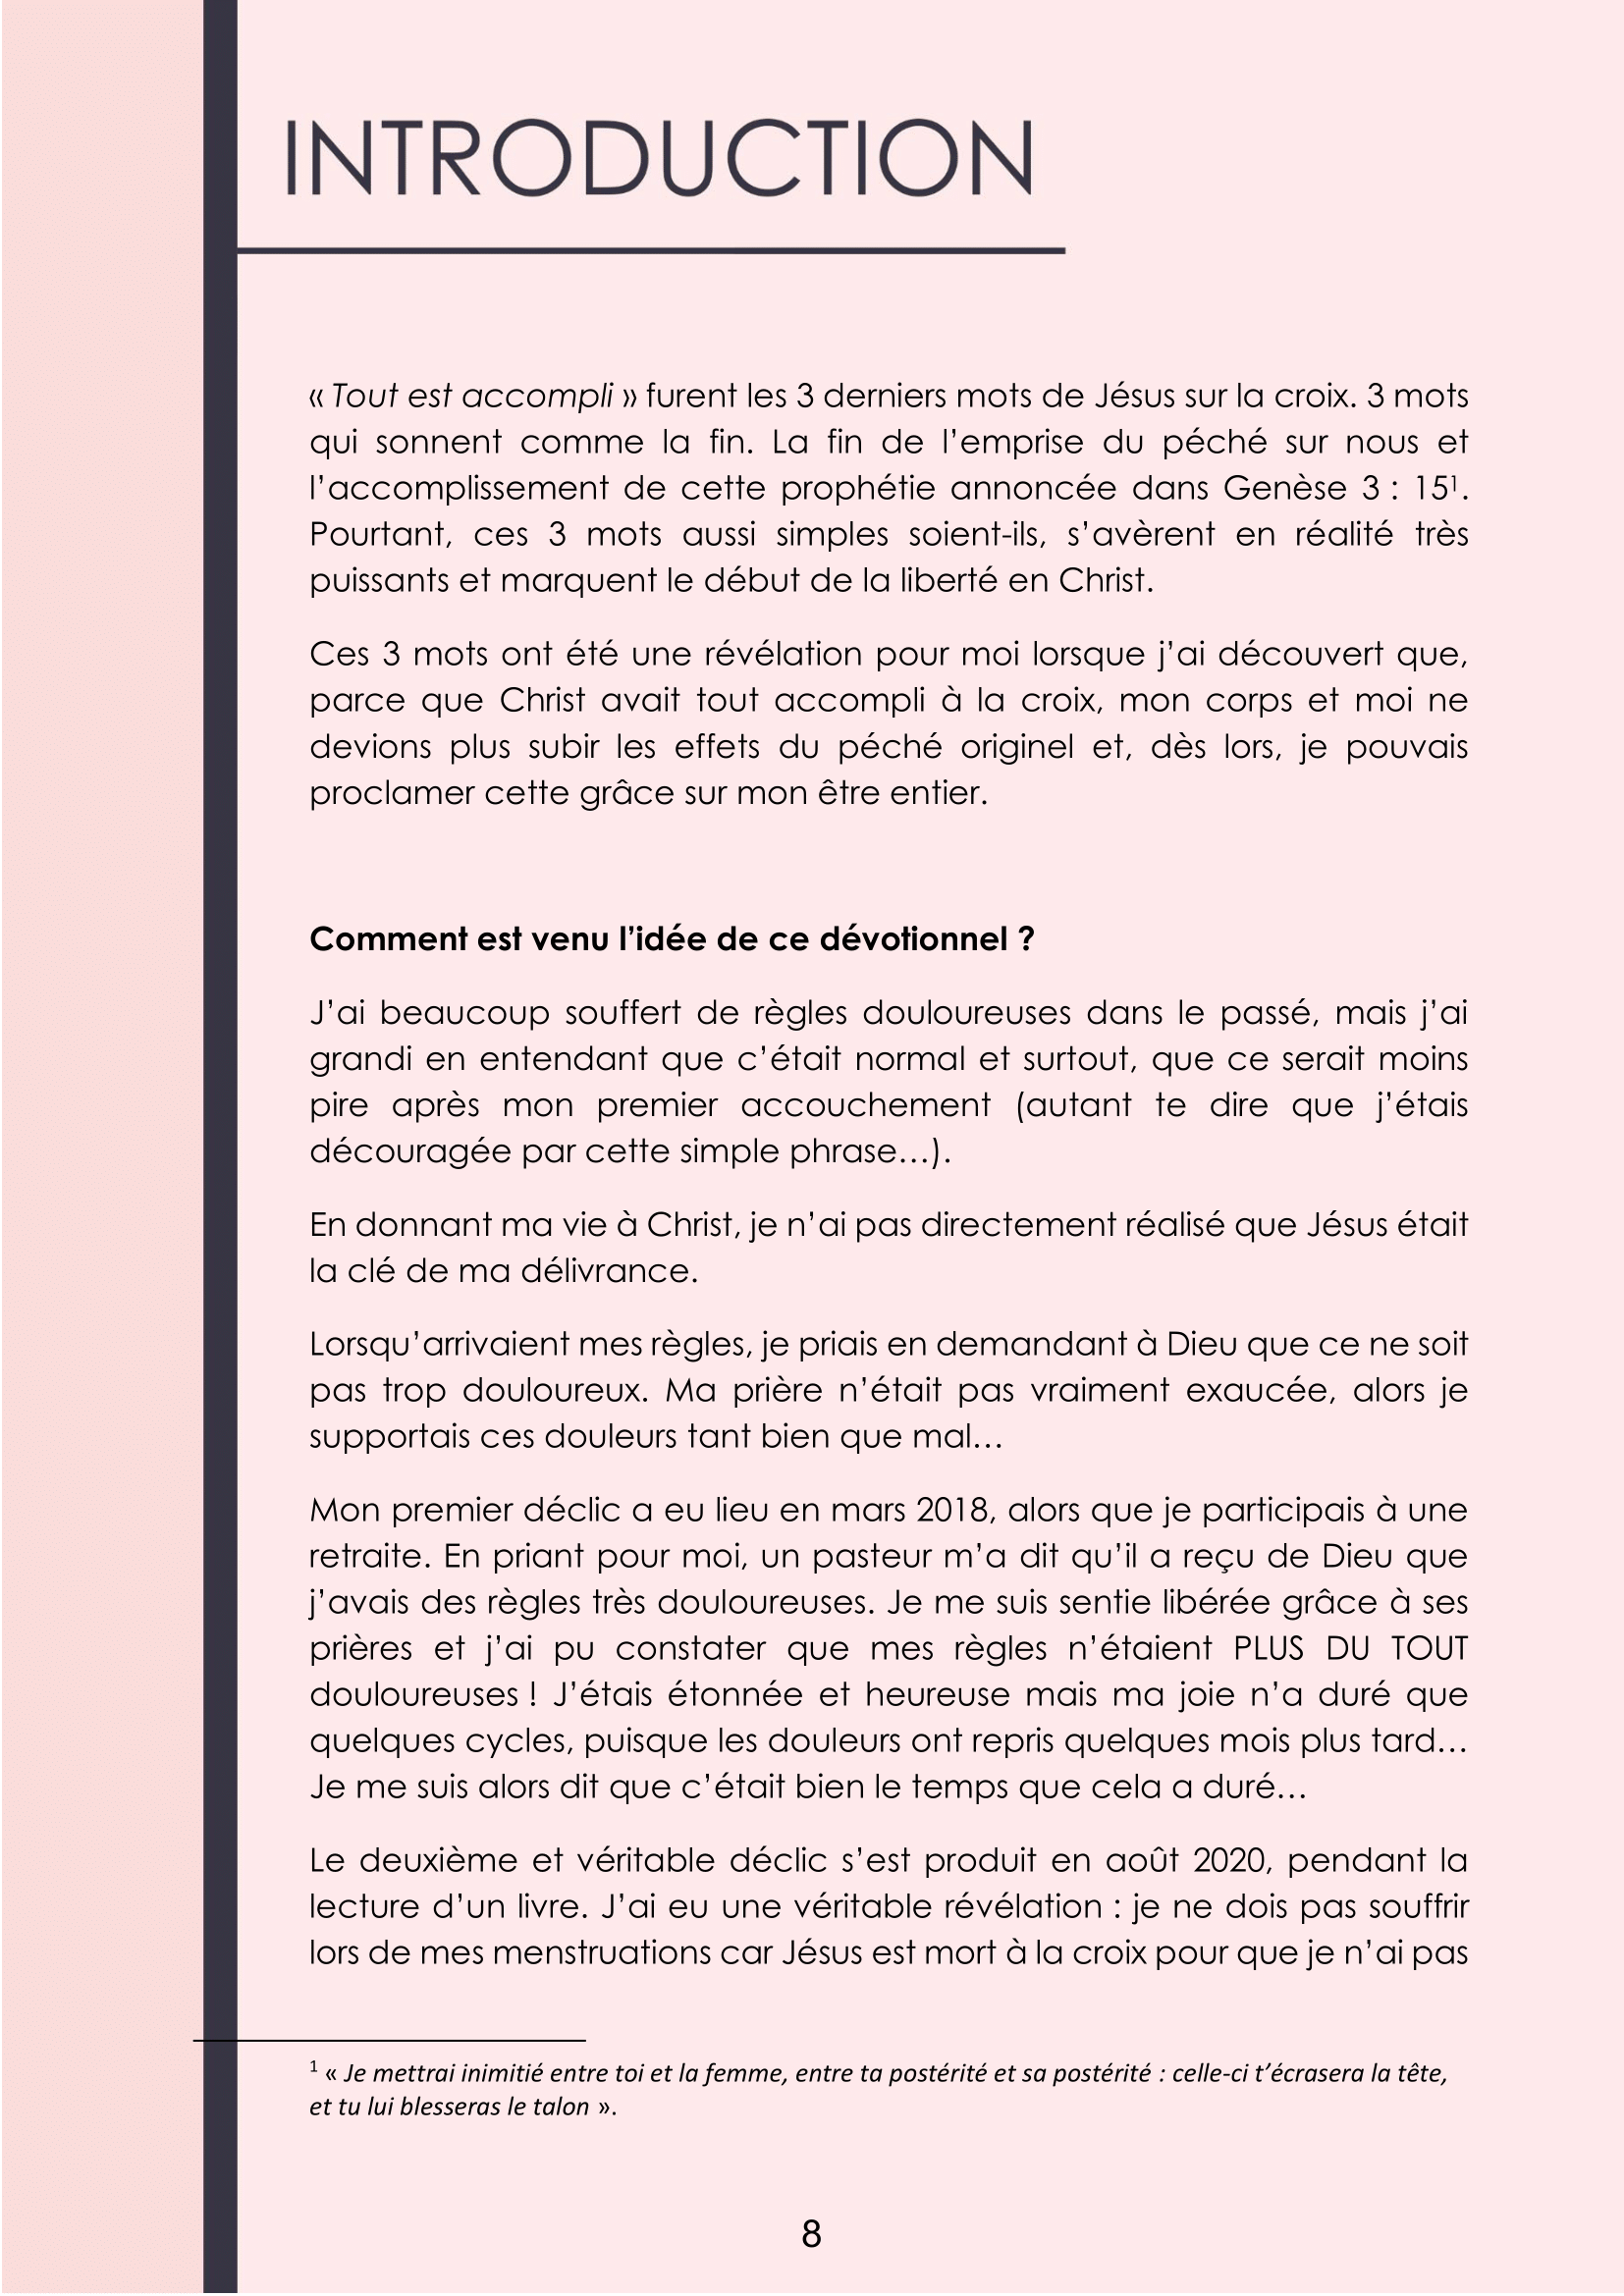 INTRODUCTION
« Tout est accompli » furent les 3 derniers mots de Jésus sur la croix. 3 mots
qui sonnent comme la fin. La fin de l’emprise du péché sur nous et
l’accomplissement de cette prophétie annoncée dans Genèse 3 : 15¹.
Pourtant, ces 3 mots aussi simples soient-ils, s’avèrent en réalité très
puissants et marquent le début de la liberté en Christ.
Ces 3 mots ont été une révélation pour moi lorsque j’ai découvert que,
parce que Christ avait tout accompli à la croix, mon corps et moi ne
devions plus subir les effets du péché originel et, dès lors, je pouvais
proclamer cette grâce sur mon être entier.
Comment est venu l’idée de ce dévotionnel ?
J’ai beaucoup souffert de règles douloureuses dans le passé, mais j’ai
grandi en entendant que c’était normal et surtout, que ce serait moins
pire après mon premier accouchement (autant te dire que j’étais
découragée par cette simple phrase…).
En donnant ma vie à Christ, je n’ai pas directement réalisé que Jésus était
la clé de ma délivrance.
Lorsqu’arrivaient mes règles, je priais en demandant à Dieu que ce ne soit
pas trop douloureux. Ma prière n’était pas vraiment exaucée, alors je
supportais ces douleurs tant bien que mal…
Mon premier déclic a eu lieu en mars 2018, alors que je participais à une
retraite. En priant pour moi, un pasteur m’a dit qu’il a reçu de Dieu que
j’avais des règles très douloureuses. Je me suis sentie libérée grâce à ses
prières et j’ai pu constater que mes règles n’étaient PLUS DU TOUT
douloureuses ! J’étais étonnée et heureuse mais ma joie n’a duré que
quelques cycles, puisque les douleurs ont repris quelques mois plus tard…
Je me suis alors dit que c’était bien le temps que cela a duré…
Le deuxième et véritable déclic s’est produit en août 2020, pendant la
lecture d’un livre. J’ai eu une véritable révélation : je ne dois pas souffrir
lors de mes menstruations car Jésus est mort à la croix pour que je n’ai pas
¹ « Je mettrai inimitié entre toi et la femme, entre ta postérité et sa postérité : celle-ci t’écrasera la tête,
et tu lui blesseras le talon ».
8